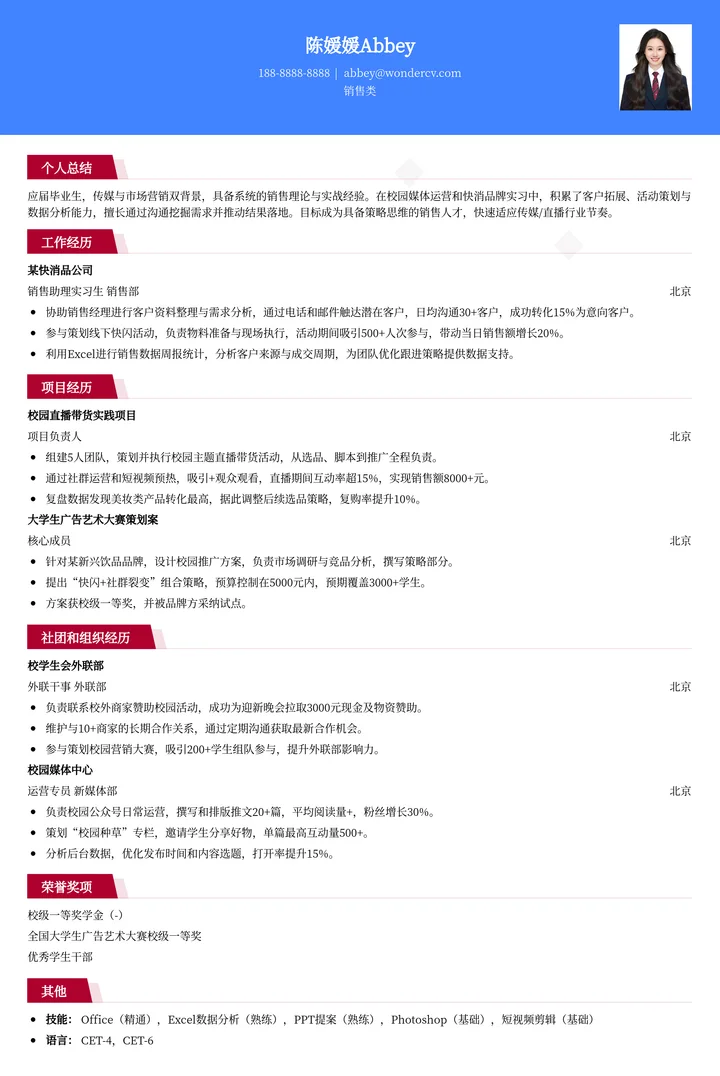 陈媛媛Abbey
188-8888-8888 | abbey@wondercv.com
销售类
个人总结
应届毕业生，传媒与市场营销双背景，具备系统的销售理论与实战经验。在校园媒体运营和快消品牌实习中，积累了客户拓展、活动策划与
数据分析能力，擅长通过沟通挖掘需求并推动结果落地。目标成为具备策略思维的销售人才，快速适应传媒/直播行业节奏。
工作经历
某快消品公司
销售助理实习生 销售部 北京
• 协助销售经理进行客户资料整理与需求分析，通过电话和邮件触达潜在客户，日均沟通30+客户，成功转化15%为意向客户。
• 参与策划线下快闪活动，负责物料准备与现场执行，活动期间吸引500+人次参与，带动当日销售额增长20%。
• 利用Excel进行销售数据周报统计，分析客户来源与成交周期，为团队优化跟进策略提供数据支持。
项目经历
校园直播带货实践项目
项目负责人 北京
• 组建5人团队，策划并执行校园主题直播带货活动，从选品、脚本到推广全程负责。
• 通过社群运营和短视频预热，吸引+观众观看，直播期间互动率超15%，实现销售额8000+元。
• 复盘数据发现美妆类产品转化最高，据此调整后续选品策略，复购率提升10%。
大学生广告艺术大赛策划案
核心成员 北京
• 针对某新兴饮品品牌，设计校园推广方案，负责市场调研与竞品分析，撰写策略部分。
• 提出“快闪+社群裂变”组合策略，预算控制在5000元内，预期覆盖3000+学生。
• 方案获校级一等奖，并被品牌方采纳试点。
社团和组织经历
校学生会外联部
外联干事 外联部 北京
• 负责联系校外商家赞助校园活动，成功为迎新晚会拉取3000元现金及物资赞助。
• 维护与10+商家的长期合作关系，通过定期沟通获取最新合作机会。
• 参与策划校园营销大赛，吸引200+学生组队参与，提升外联部影响力。
校园媒体中心
运营专员 新媒体部 北京
• 负责校园公众号日常运营，撰写和排版推文20+篇，平均阅读量+，粉丝增长30%。
• 策划“校园种草”专栏，邀请学生分享好物，单篇最高互动量500+。
• 分析后台数据，优化发布时间和内容选题，打开率提升15%。
荣誉奖项
校级一等奖学金（-）
全国大学生广告艺术大赛校级一等奖
优秀学生干部
其他
• 技能： Office（精通），Excel数据分析（熟练），PPT提案（熟练），Photoshop（基础），短视频剪辑（基础）
• 语言： CET-4，CET-6